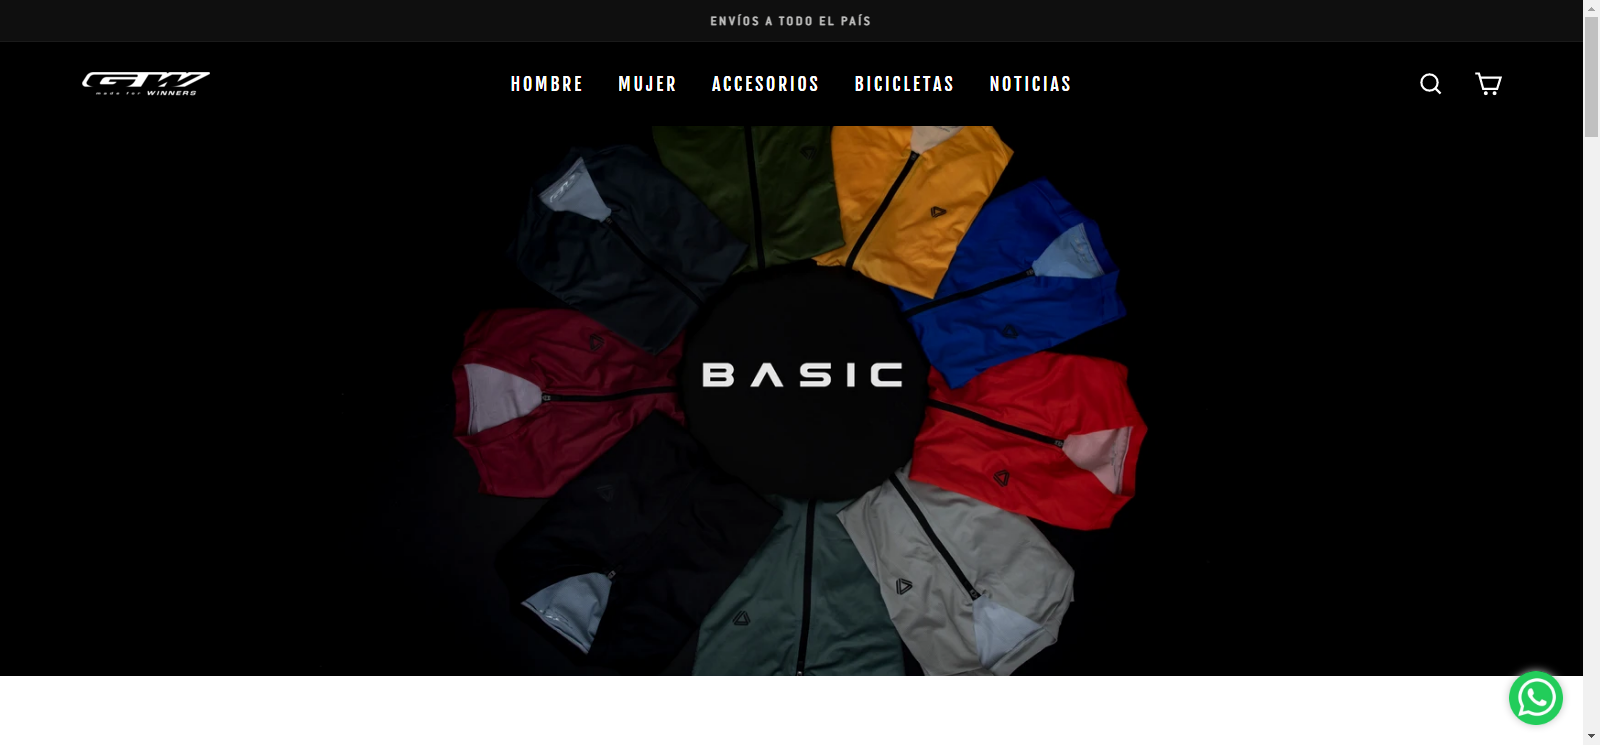 ENVÍOS A TODO EL PAÍS
GW
made for WINNERS
HOMBRE MUJER ACCESORIOS BICICLETAS NOTICIAS
BASIC